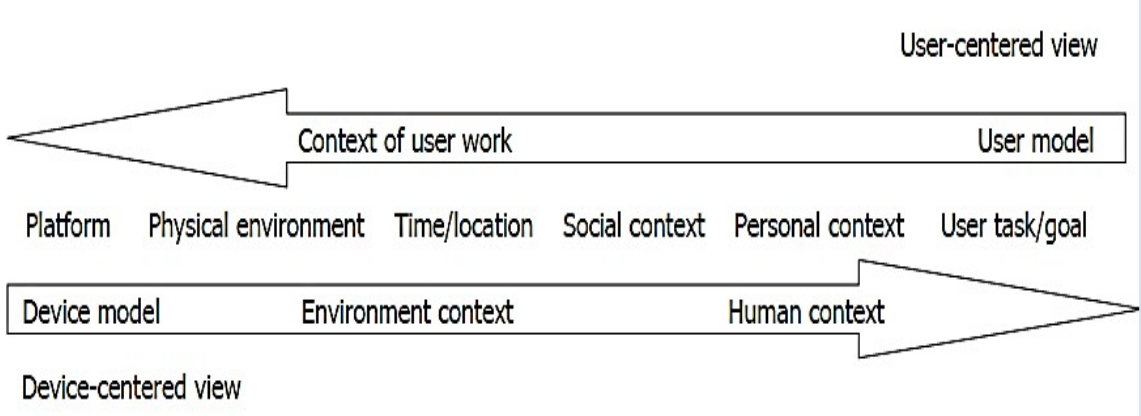 User-centered view
Context of user work User model
Platform Physical environment Time/location Social context Personal context User task/goal
Device model Environment context Human context
Device-centered view